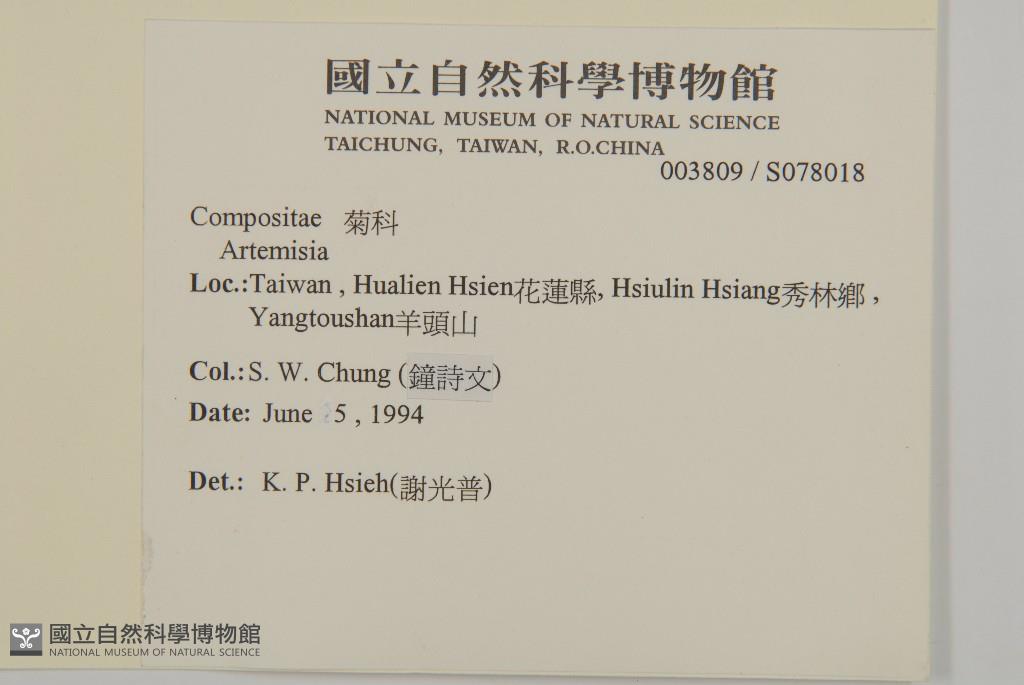 國立自然科學博物館
NATIONAL MUSEUM OF NATURAL SCIENCE
TAICHUNG, TAIWAN, R.O.CHINA
003809 / S078018
Compositae 菊科
Artemisia
Loc.:Taiwan , Hualien Hsien花蓮縣, Hsiulin Hsiang秀林鄉 ,
Yangtoushan羊頭山
Col.:S. W. Chung (鐘詩文)
Date: June 5 , 1994
Det.: K. P. Hsieh(謝光普)
國立自然科學博物館
NATIONAL MUSEUM OF NATURAL SCIENCE